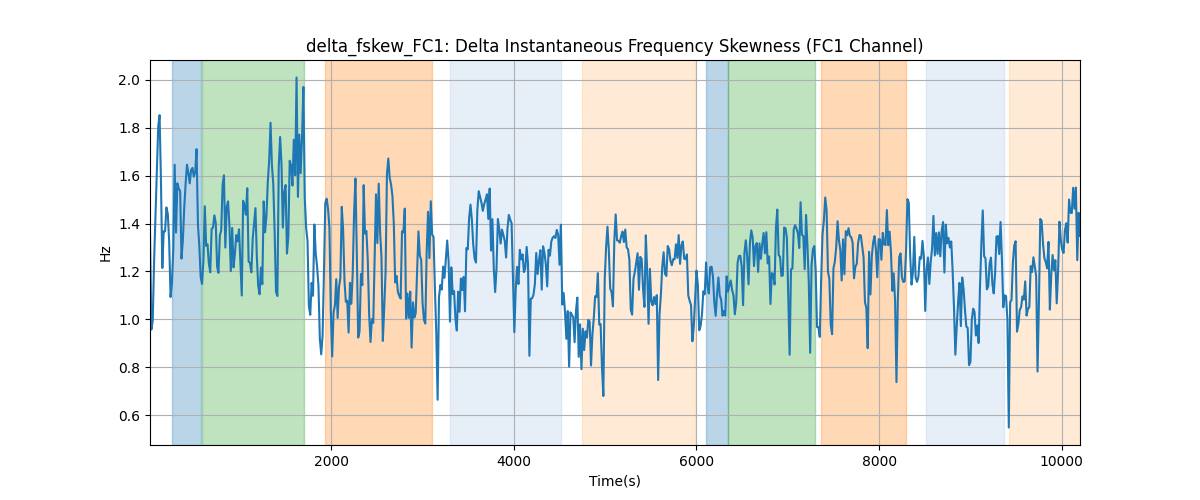 delta_fskew_FC1: Delta Instantaneous Frequency Skewness (FC1 Channel)
2.0
1.8
1.6
1.4
1.2
1.0
0.8
0.6
Hz
2000 4000 6000 8000 10000
Time(s)